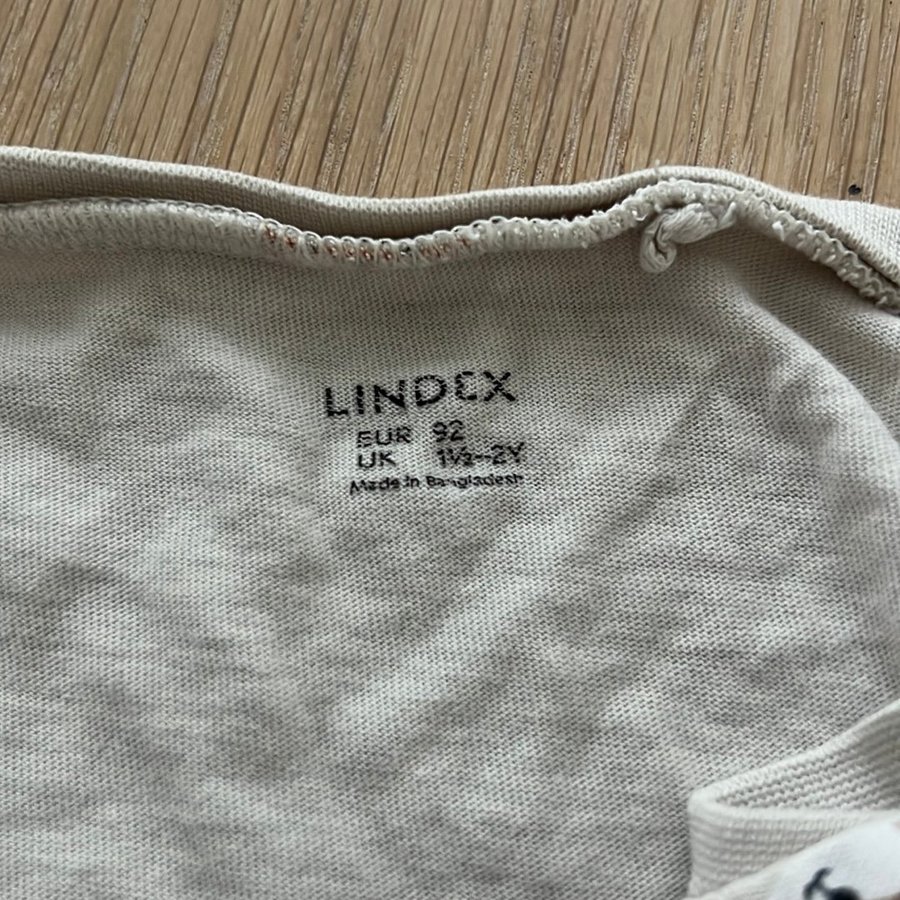 LINDEX
EUR 92
UK 1½–2Y
Made in Bangladesh